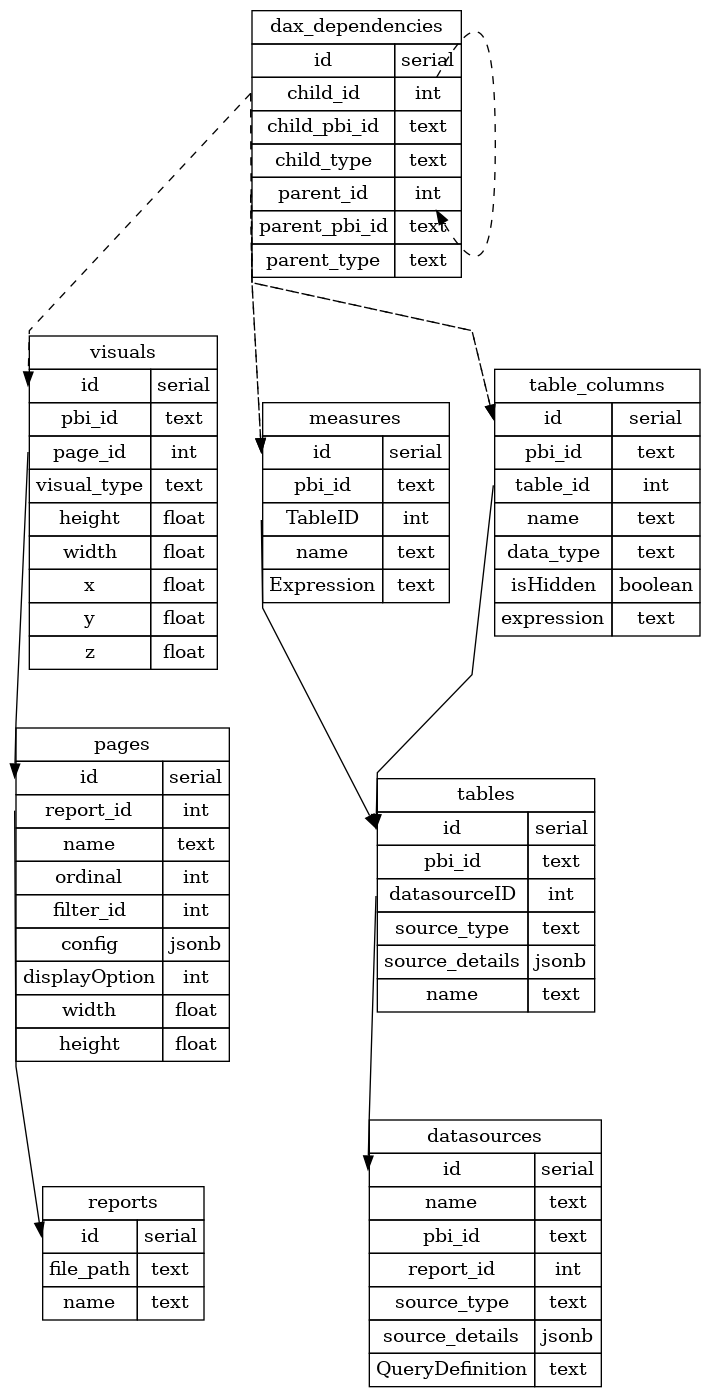 dax_dependencies
id serial
child_id int
child_pbi_id text
child_type text
parent_id int
parent_pbi_id text
parent_type text
visuals
id serial
pbi_id text
page_id int
visual_type text
height float
width float
x float
y float
z float
measures
id serial
pbi_id text
TableID int
name text
Expression text
table_columns
id serial
pbi_id text
table_id int
name text
data_type text
isHidden boolean
expression text
pages
id serial
report_id int
name text
ordinal int
filter_id int
config jsonb
displayOption int
width float
height float
tables
id serial
pbi_id text
datasourceID int
source_type text
source_details jsonb
name text
reports
id serial
file_path text
name text
datasources
id serial
name text
pbi_id text
report_id int
source_type text
source_details jsonb
QueryDefinition text